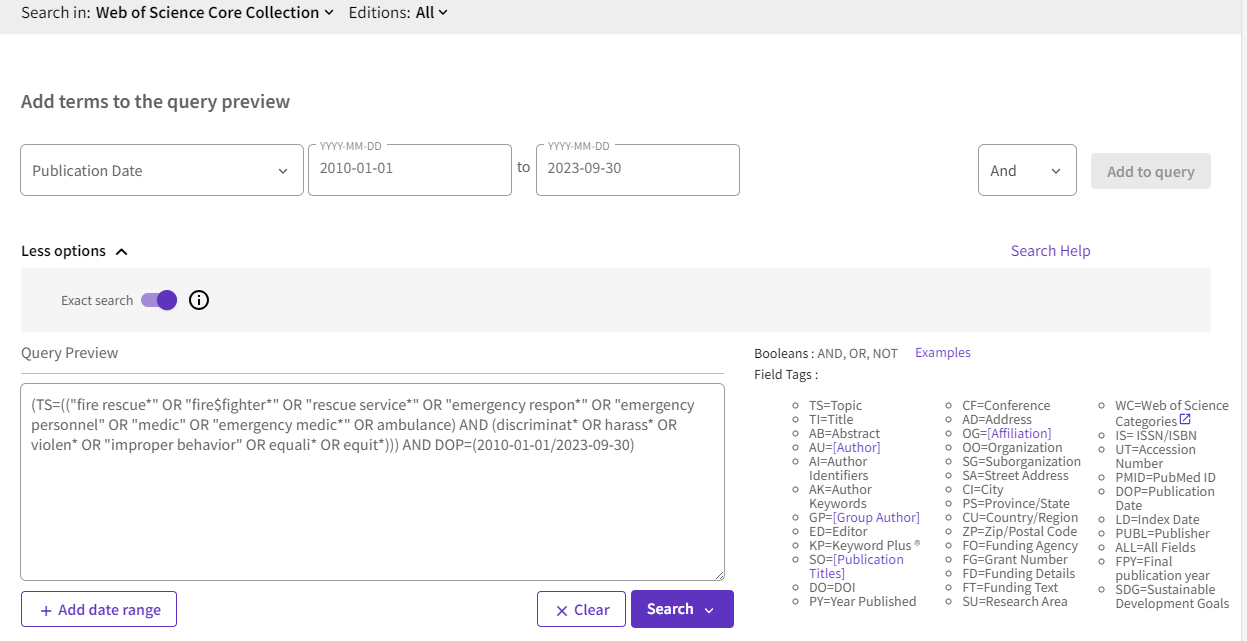 Search in: Web of Science Core Collection Editions: All
Add terms to the query preview
YYYY-MM-DD YYYY-MM-DD
Publication Date 2010-01-01 to 2023-09-30 And Add to query
Less options Search Help
Exact search
Query Preview
(TS=(("fire rescue*" OR "fire$fighter*" OR "rescue service*" OR "emergency respon*" OR "emergency
personnel" OR "medic" OR "emergency medic*" OR ambulance) AND (discriminat* OR harass* OR
violen* OR "improper behavior" OR equali* OR equit*))) AND DOP=(2010-01-01/2023-09-30)
+ Add date range × Clear Search
Booleans : AND, OR, NOT Examples
Field Tags :
TS=Topic
TI=Title
AB=Abstract
AU=[Author]
AI=Author
Identifiers
AK=Author
Keywords
GP=[Group Author]
ED=Editor
KP=Keyword Plus ®
SO=[Publication
Titles]
DO=DOI
PY=Year Published
CF=Conference
AD=Address
OG=[Affiliation]
OO=Organization
SG=Suborganization
SA=Street Address
CI=City
PS=Province/State
CU=Country/Region
ZP=Zip/Postal Code
FO=Funding Agency
FG=Grant Number
FD=Funding Details
FT=Funding Text
SU=Research Area
WC=Web of Science
Categories
IS= ISSN/ISBN
UT=Accession
Number
PMID=PubMed ID
DOP=Publication
Date
LD=Index Date
PUBL=Publisher
ALL=All Fields
FPY=Final
publication year
SDG=Sustainable
Development Goals